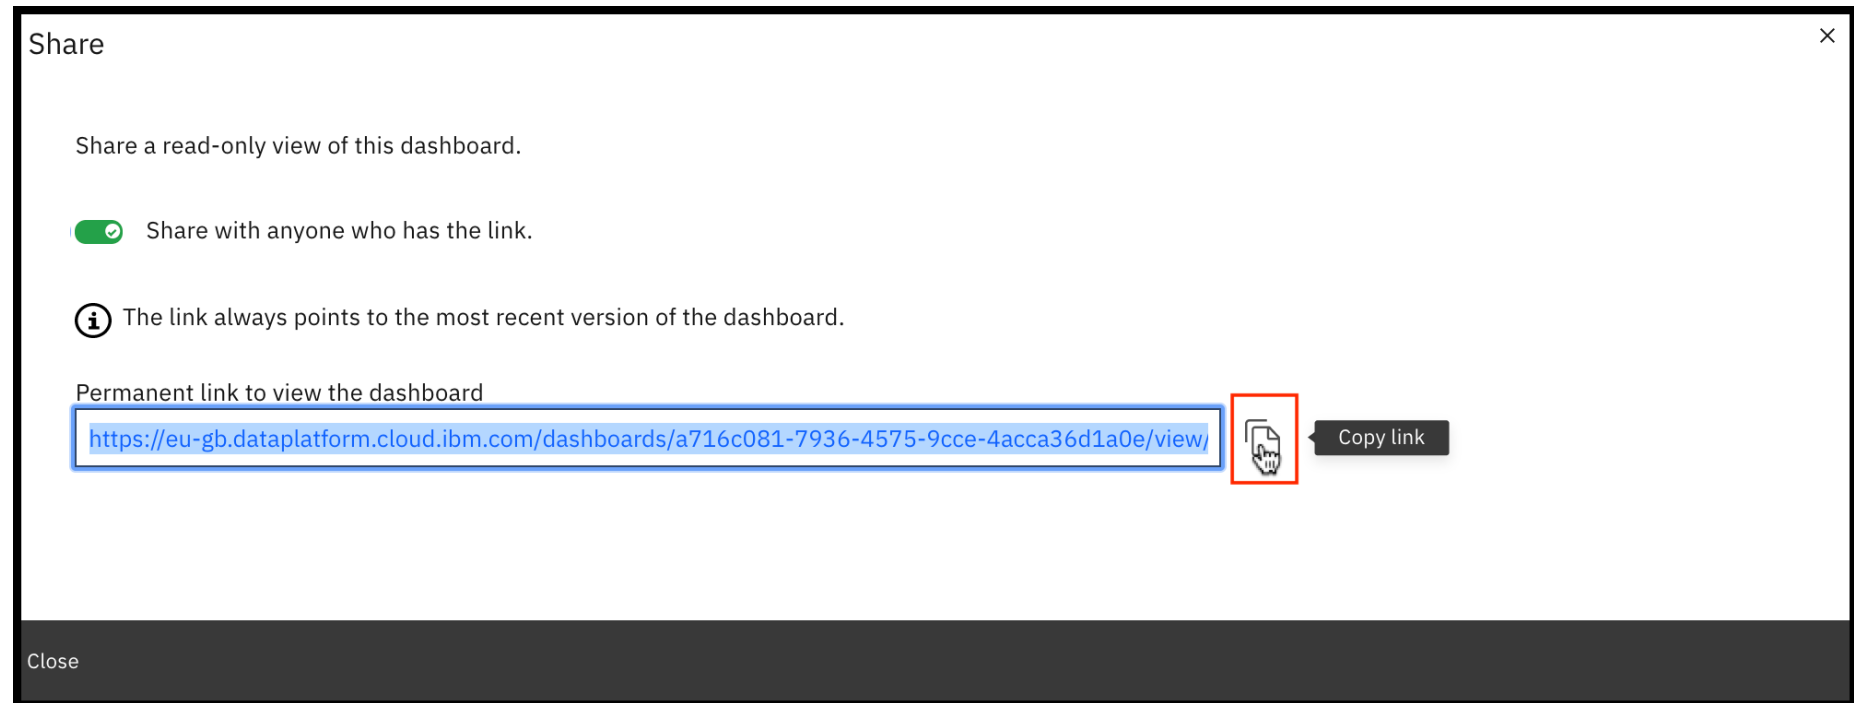 Share
Share a read-only view of this dashboard.
Share with anyone who has the link.
The link always points to the most recent version of the dashboard.
Permanent link to view the dashboard
https://eu-gb.dataplatform.cloud.ibm.com/dashboards/a716c081-7936-4575-9cce-4acca36d1a0e/view/
Copy link
Close